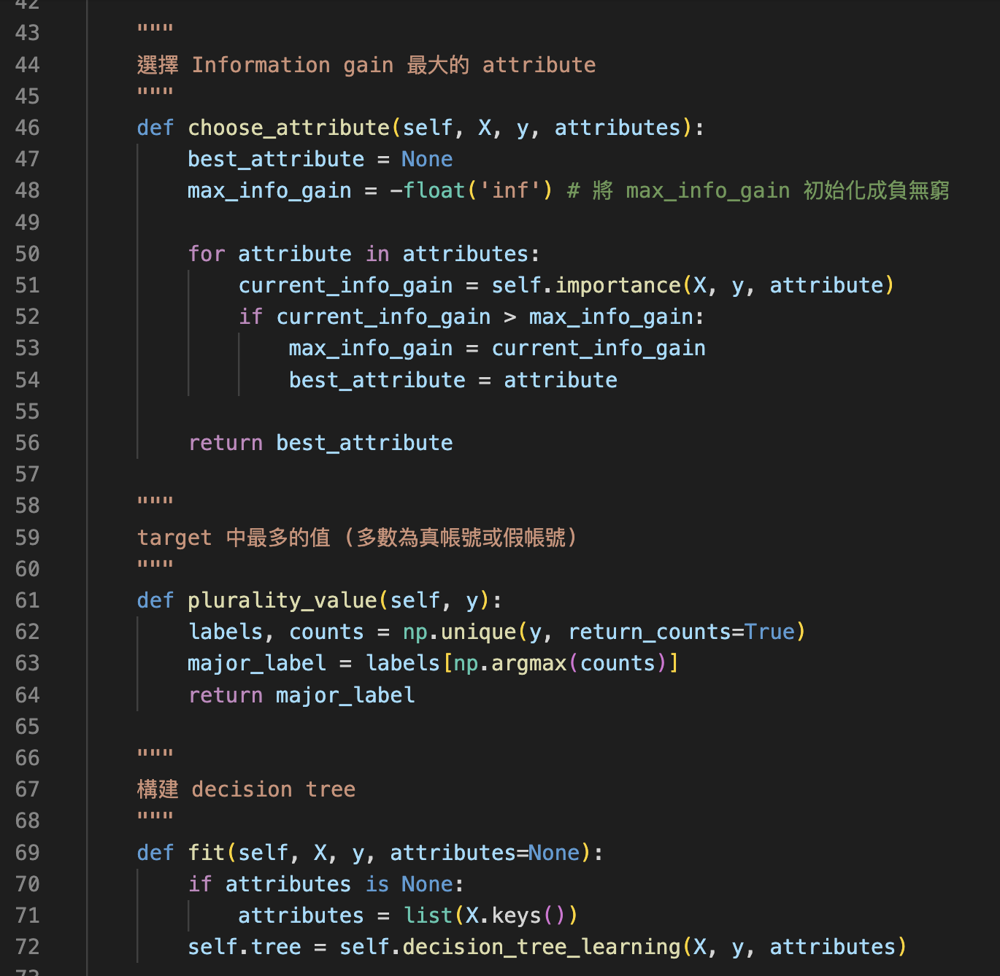 42
43 """
44 選擇 Information gain 最大的 attribute
45 """
46 def choose_attribute(self, X, y, attributes):
47 best_attribute = None
48 max_info_gain = -float('inf') # 將 max_info_gain 初始化成負無窮
49
50 for attribute in attributes:
51 current_info_gain = self.importance(X, y, attribute)
52 if current_info_gain > max_info_gain:
53 max_info_gain = current_info_gain
54 best_attribute = attribute
55
56 return best_attribute
57
58 """
59 target 中最多的值 (多數為真帳號或假帳號)
60 """
61 def plurality_value(self, y):
62 labels, counts = np.unique(y, return_counts=True)
63 major_label = labels[np.argmax(counts)]
64 return major_label
65
66 """
67 構建 decision tree
68 """
69 def fit(self, X, y, attributes=None):
70 if attributes is None:
71 attributes = list(X.keys())
72 self.tree = self.decision_tree_learning(X, y, attributes)
73